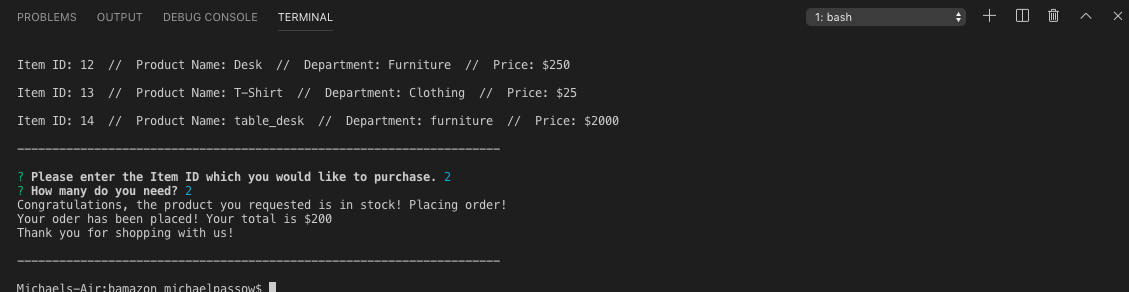 PROBLEMS OUTPUT DEBUG CONSOLE TERMINAL 1: bash
Item ID: 12 // Product Name: Desk // Department: Furniture // Price: $250
Item ID: 13 // Product Name: T-Shirt // Department: Clothing // Price: $25
Item ID: 14 // Product Name: table_desk // Department: furniture // Price: $2000
? Please enter the Item ID which you would like to purchase. 2
? How many do you need? 2
Congratulations, the product you requested is in stock! Placing order!
Your oder has been placed! Your total is $200
Thank you for shopping with us!
Michaels-Air:bamazon michaelpassow$